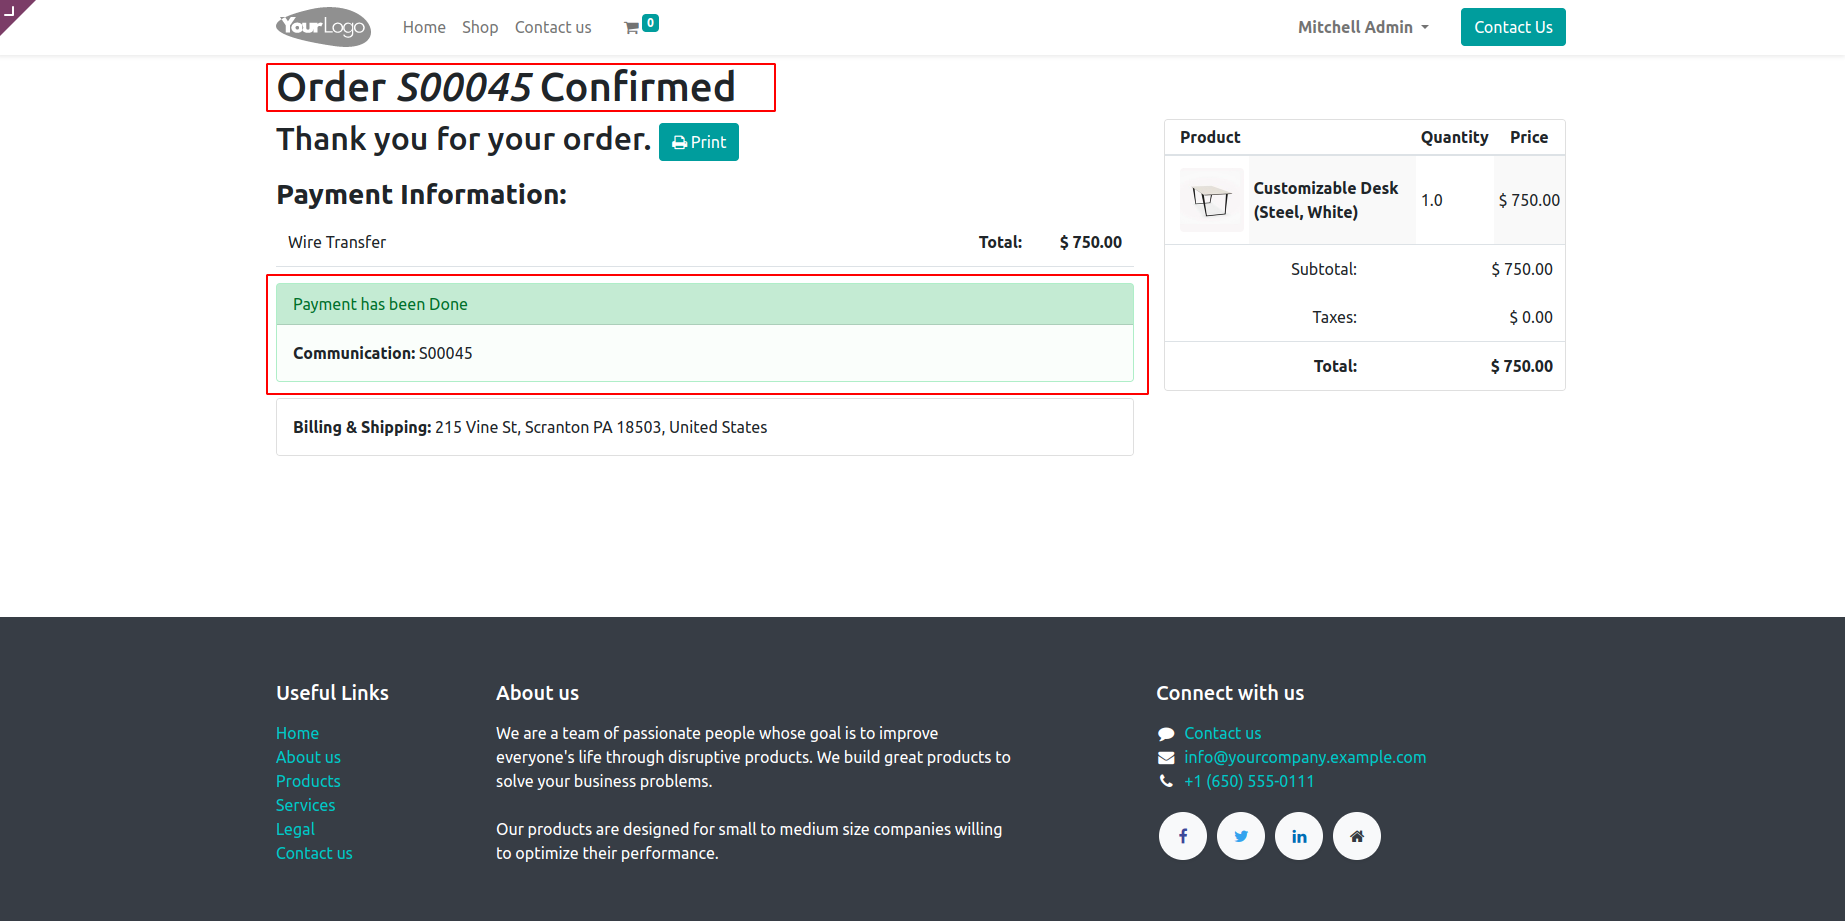 YourLogo
Home
Shop
Contact us
0
Mitchell Admin
Contact Us
Order S00045 Confirmed
Thank you for your order.
Print
Payment Information:
Wire Transfer
Total:
$ 750.00
Payment has been Done
Communication: S00045
Billing & Shipping: 215 Vine St, Scranton PA 18503, United States
Product
Quantity
Price
Customizable Desk
(Steel, White)
1.0
$ 750.00
Subtotal:
$ 750.00
Taxes:
$ 0.00
Total:
$ 750.00
Useful Links
Home
About us
Products
Services
Legal
Contact us
About us
We are a team of passionate people whose goal is to improve
everyone's life through disruptive products. We build great products to
solve your business problems.
Our products are designed for small to medium size companies willing
to optimize their performance.
Connect with us
Contact us
info@yourcompany.example.com
+1 (650) 555-0111